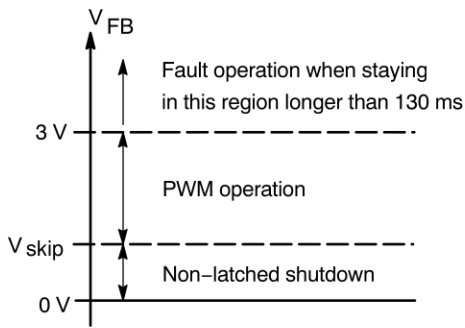 V FB
Fault operation when staying
in this region longer than 130 ms
3 V
PWM operation
V skip
Non−latched shutdown
0 V